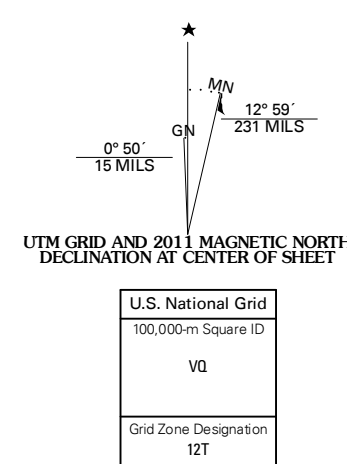 MN
12° 59´
231 MILS
GN
0° 50´
15 MILS
UTM GRID AND 2011 MAGNETIC NORTH
DECLINATION AT CENTER OF SHEET
U.S. National Grid
100,000-m Square ID
VQ
Grid Zone Designation
12T